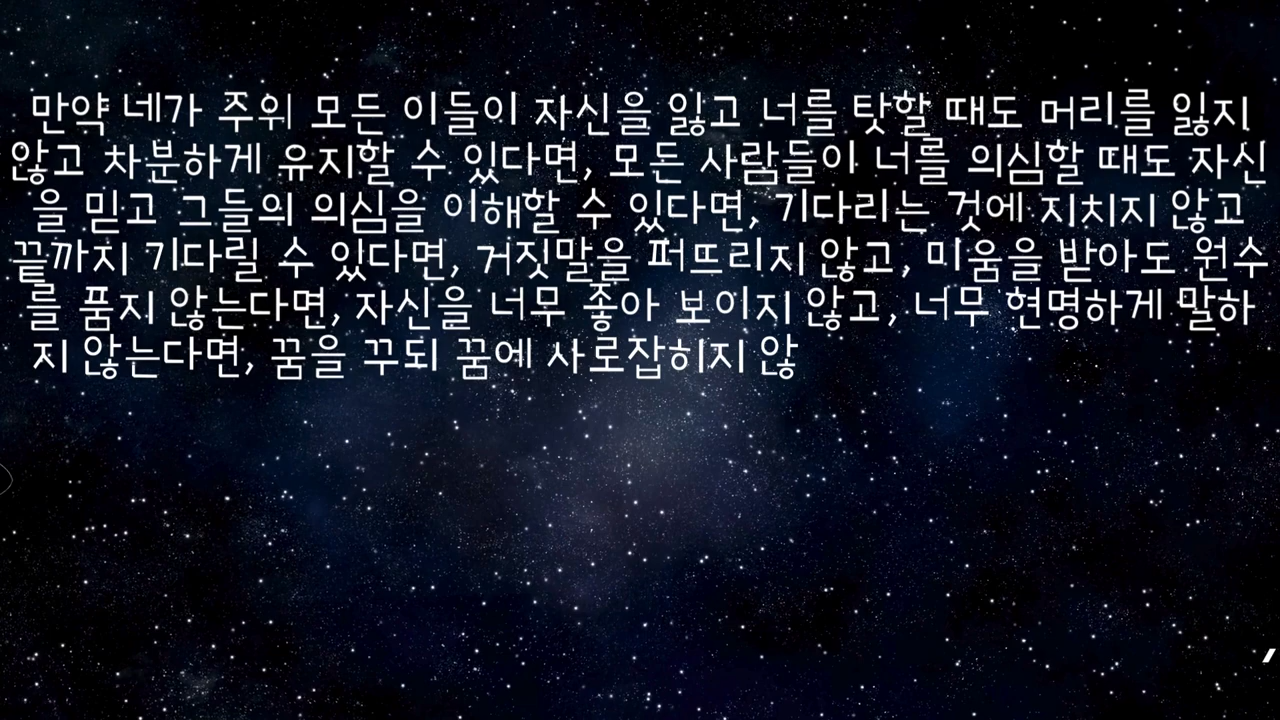 만약 네가 주위 모든 이들이 자신을 잃고 너를 탓할 때도 머리를 잃지
않고 차분하게 유지할 수 있다면, 모든 사람들이 너를 의심할 때도 자신
을 믿고 그들의 의심을 이해할 수 있다면, 기다리는 것에 지치지 않고
끝까지 기다릴 수 있다면, 거짓말을 퍼뜨리지 않고, 미움을 받아도 원수
를 품지 않는다면, 자신을 너무 좋아 보이지 않고, 너무 현명하게 말하
지 않는다면, 꿈을 꾸되 꿈에 사로잡히지 않
,